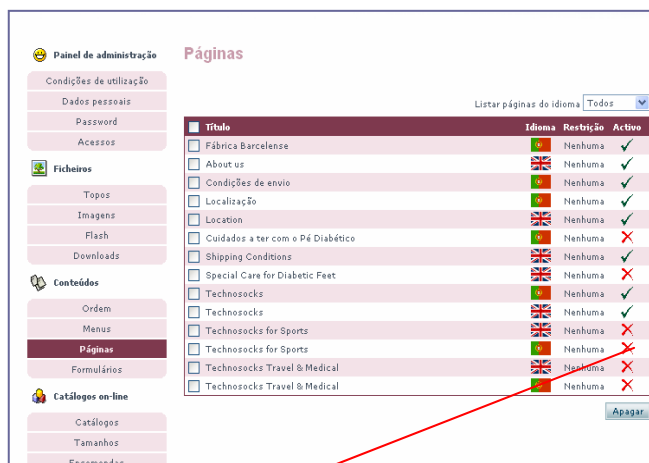 Painel de administração
Condições de utilização
Dados pessoais
Password
Acessos
Ficheiros
Topos
Imagens
Flash
Downloads
Conteúdos
Ordem
Menus
Páginas
Formulários
Catálogos on-line
Catálogos
Tamanhos
Encomendas
Páginas
Listar páginas do idioma Todos
Título Idioma Restrição Activo
Fábrica Barcelense Nenhuma
About us Nenhuma
Condições de envio Nenhuma
Localização Nenhuma
Location Nenhuma
Cuidados a ter com o Pé Diabético Nenhuma
Shipping Conditions Nenhuma
Special Care for Diabetic Feet Nenhuma
Technosocks Nenhuma
Technosocks Nenhuma
Technosocks for Sports Nenhuma
Technosocks for Sports Nenhuma
Technosocks Travel & Medical Nenhuma
Technosocks Travel & Medical Nenhuma
Apagar